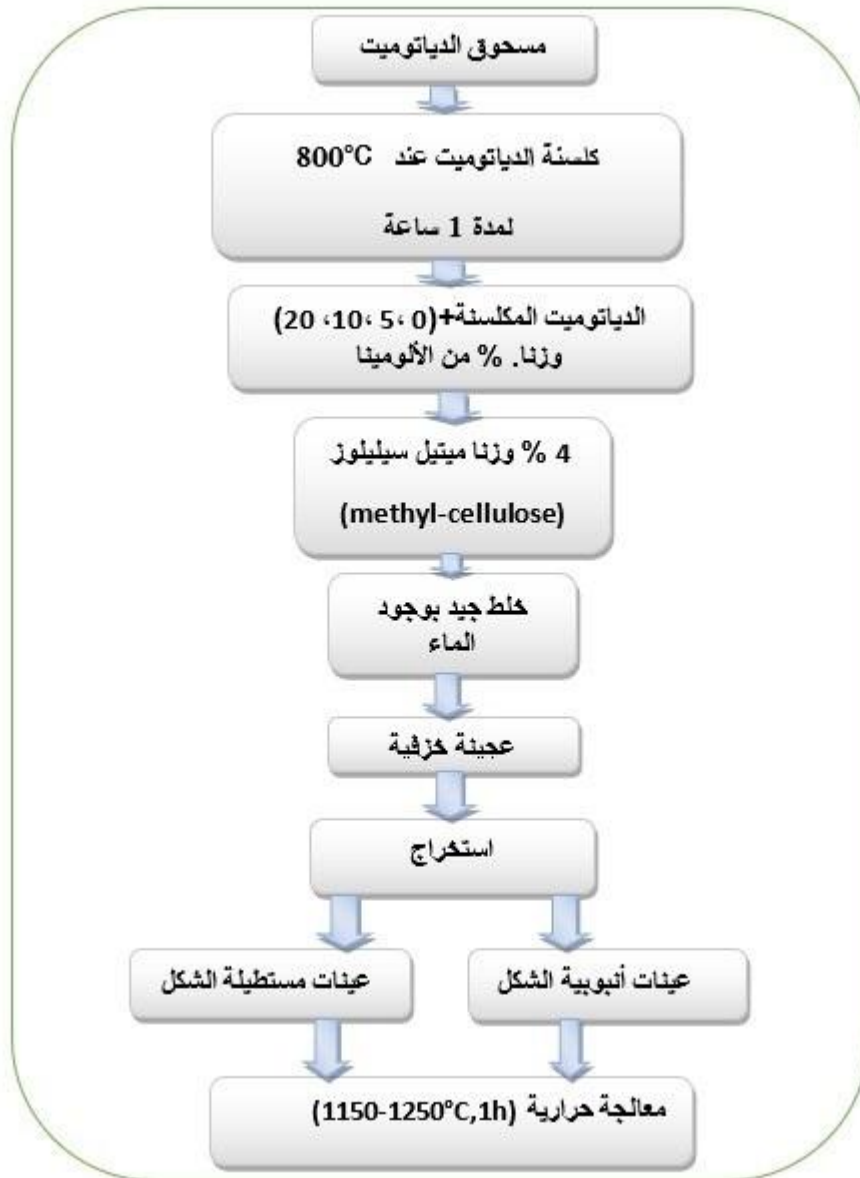 مسحوق الدياتوميت
كلسنة الدياتوميت عند 800°C
لمدة 1 ساعة
الدياتوميت المكلسنة+(0، 5، 10، 20)
وزنا. % من الألومينا
4 % وزنا ميتيل سيليلوز
(methyl-cellulose)
خلط جيد بوجود
الماء
عجينة خزفية
استخراج
عينات أنبوبية الشكل
عينات مستطيلة الشكل
معالجة حرارية (1150-1250°C,1h)